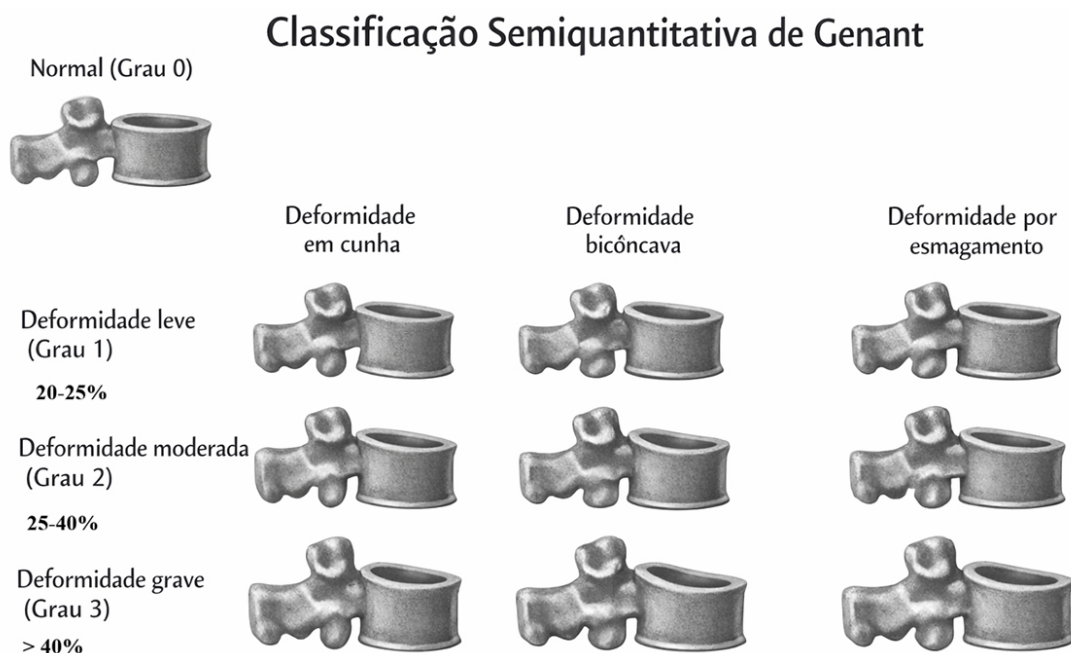 Classificação Semiquantitativa de Genant
Normal (Grau 0)
Deformidade
em cunha
Deformidade
bicôncava
Deformidade por
esmagamento
Deformidade leve
(Grau 1)
20-25%
Deformidade moderada
(Grau 2)
25-40%
Deformidade grave
(Grau 3)
> 40%